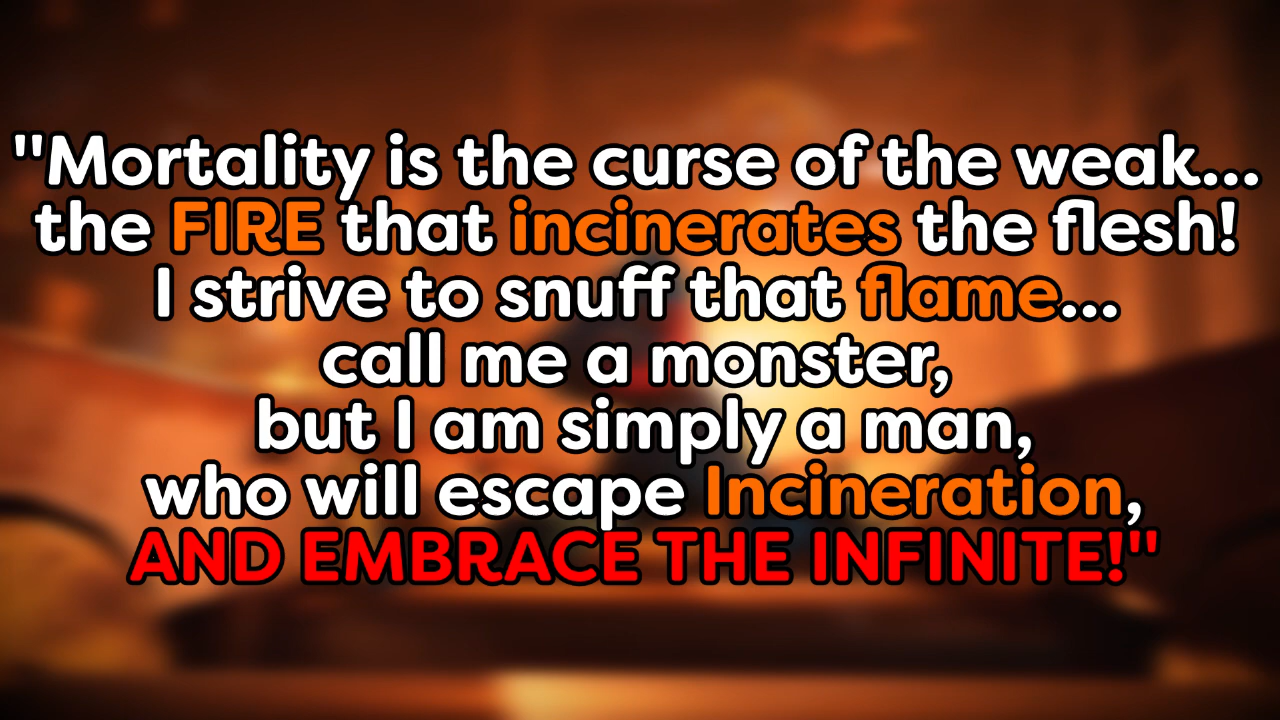 "Mortality is the curse of the weak...
the FIRE that incinerates the flesh!
I strive to snuff that flame...
call me a monster,
but I am simply a man,
who will escape Incineration,
AND EMBRACE THE INFINITE!"